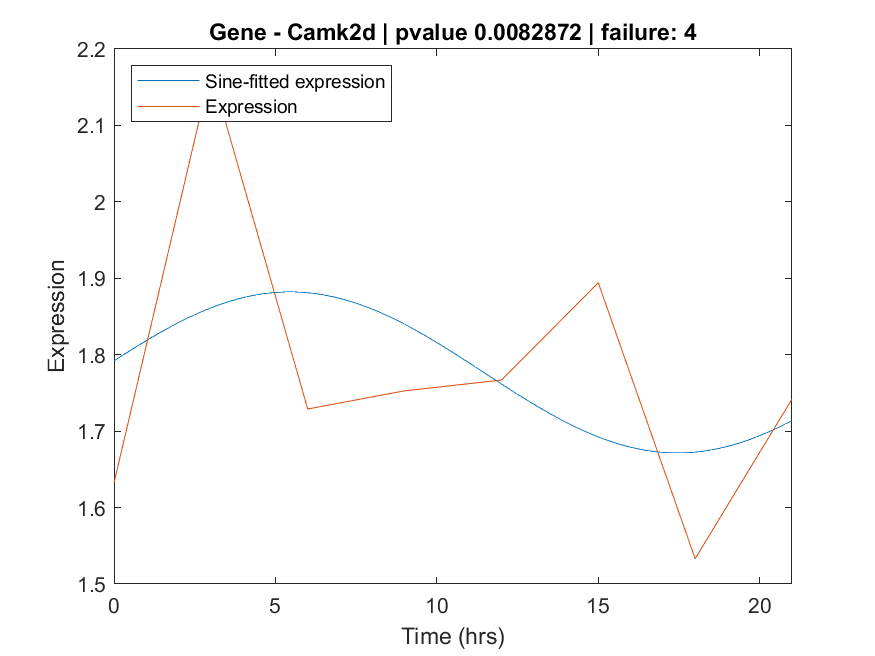 Gene - Camk2d | pvalue 0.0082872 | failure: 4
2.2
2.1
2
1.9
1.8
1.7
1.6
1.5
Expression
Sine-fitted expression
Expression
0 5 10 15 20
Time (hrs)